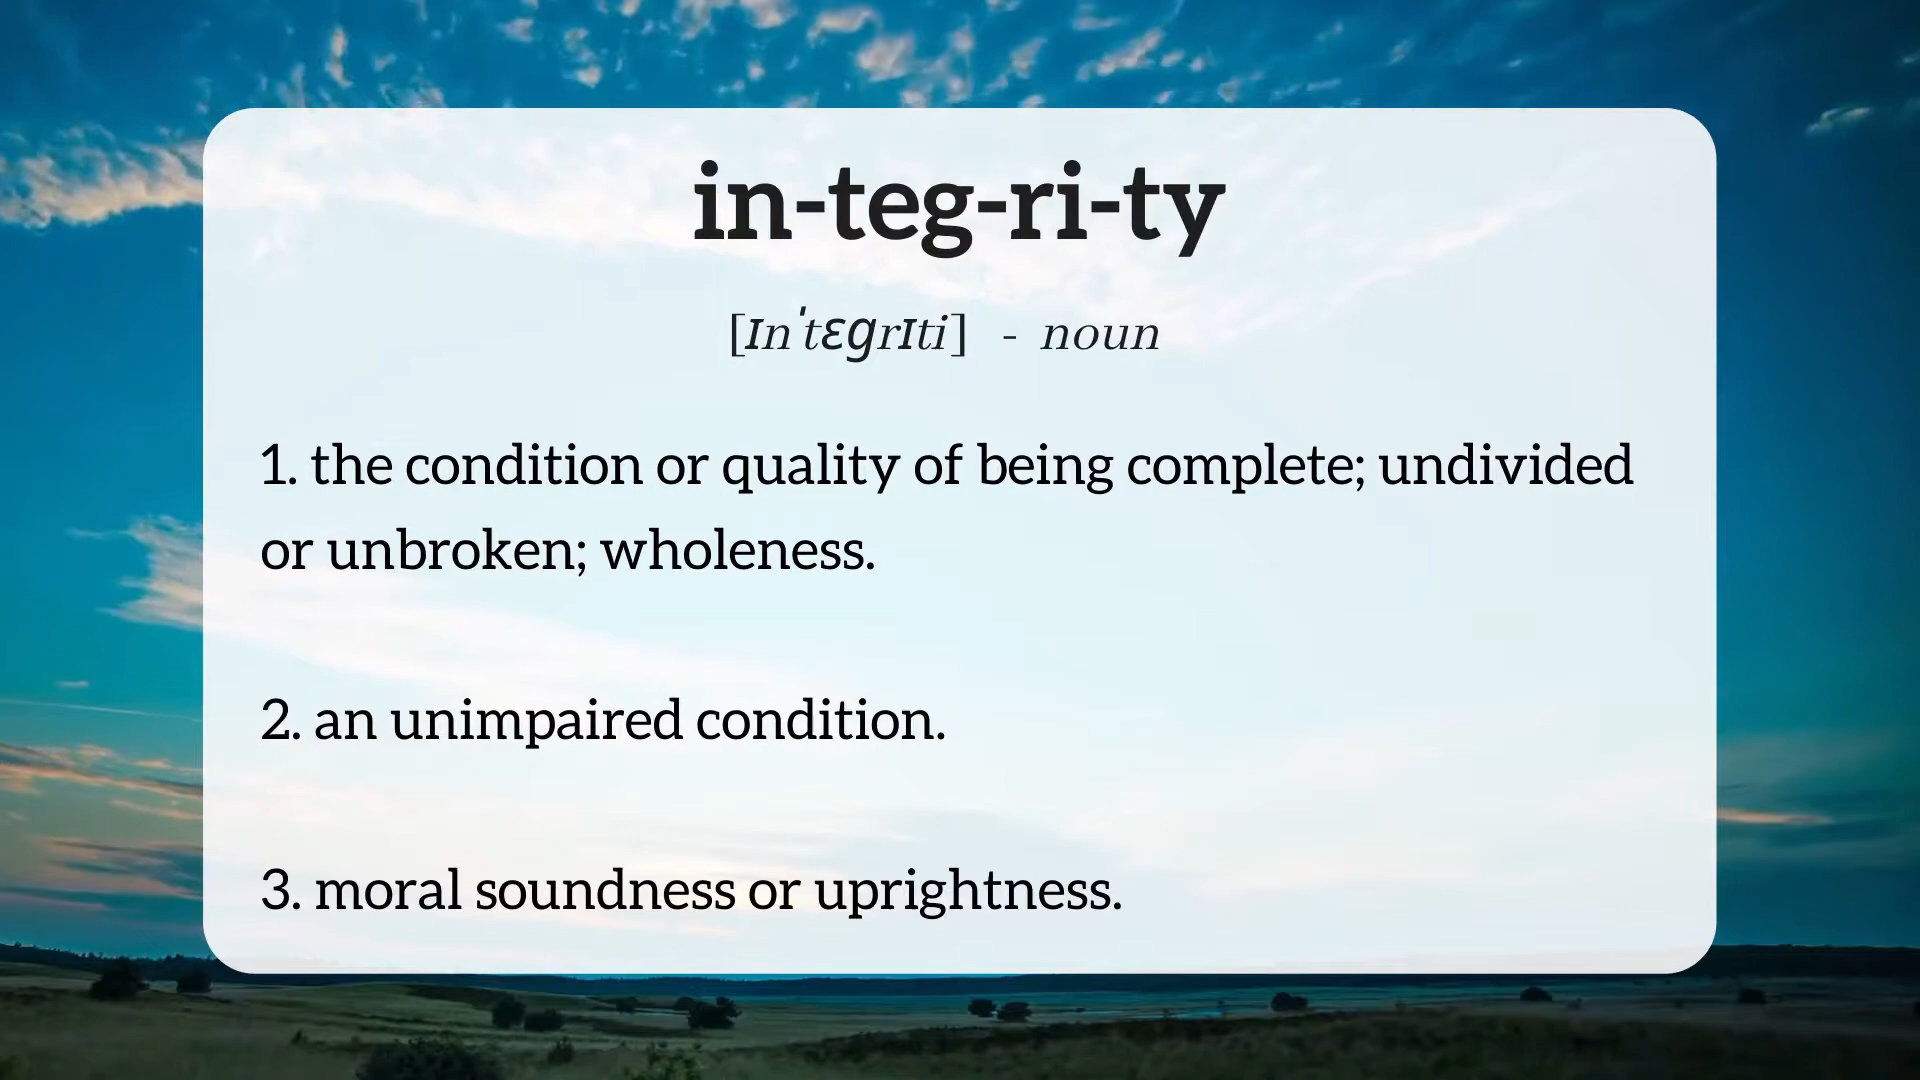 in-teg-ri-ty
[ɪnˈtɛɡrɪti] - noun
1. the condition or quality of being complete; undivided
or unbroken; wholeness.
2. an unimpaired condition.
3. moral soundness or uprightness.